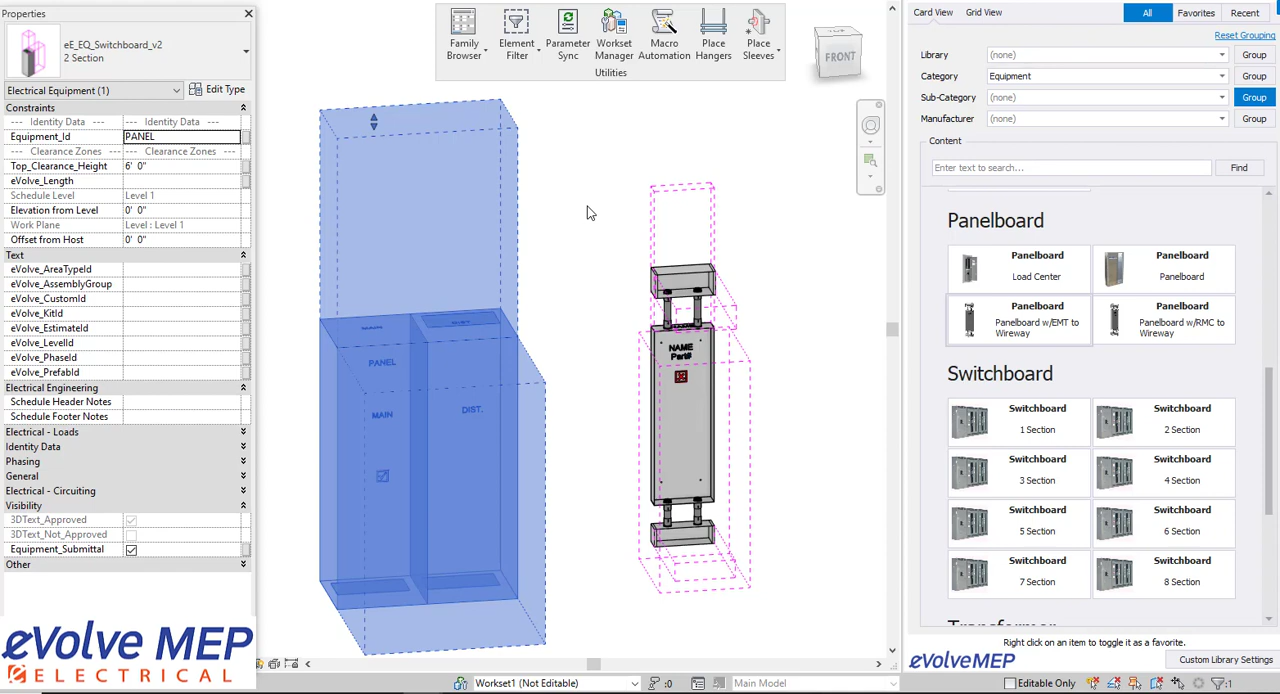 Properties
eE_EQ_Switchboard_v2
2 Section
Electrical Equipment (1)
Edit Type
Constraints
--- Identity Data --- --- Identity Data ---
Equipment_Id PANEL
--- Clearance Zones --- --- Clearance Zones ---
Top_Clearance_Height 6' 0"
eVolve_Length
Schedule Level Level 1
Elevation from Level 0' 0"
Work Plane Level : Level 1
Offset from Host 0' 0"
Text
eVolve_AreaTypeId
eVolve_AssemblyGroup
eVolve_CustomId
eVolve_KitId
eVolve_EstimateId
eVolve_LevelId
eVolve_PhaseId
eVolve_PrefabId
Electrical Engineering
Schedule Header Notes
Schedule Footer Notes
Electrical - Loads
Identity Data
Phasing
General
Electrical - Circuiting
Visibility
3DText_Approved
3DText_Not_Approved
Equipment_Submittal
Other
eVolve MEP
ELECTRICAL
Family Browser
Element Filter
Parameter Sync
Workset Manager
Macro Automation
Place Hangers
Place Sleeves
Utilities
FRONT
MAIN
PANEL
MAIN
DIST.
NAME
Part#
Workset1 (Not Editable)
:0
Main Model
Editable Only
:1
Card View Grid View All Favorites Recent
Reset Grouping
Library (none) Group
Category Equipment Group
Sub-Category (none) Group
Manufacturer (none) Group
Content
Enter text to search... Find
Panelboard
Panelboard
Load Center
Panelboard
Panelboard
Panelboard
Panelboard w/EMT to
Wireway
Panelboard
Panelboard w/RMC to
Wireway
Switchboard
Switchboard
1 Section
Switchboard
2 Section
Switchboard
3 Section
Switchboard
4 Section
Switchboard
5 Section
Switchboard
6 Section
Switchboard
7 Section
Switchboard
8 Section
Right click on an item to toggle it as a favorite.
eVolveMEP
Custom Library Settings